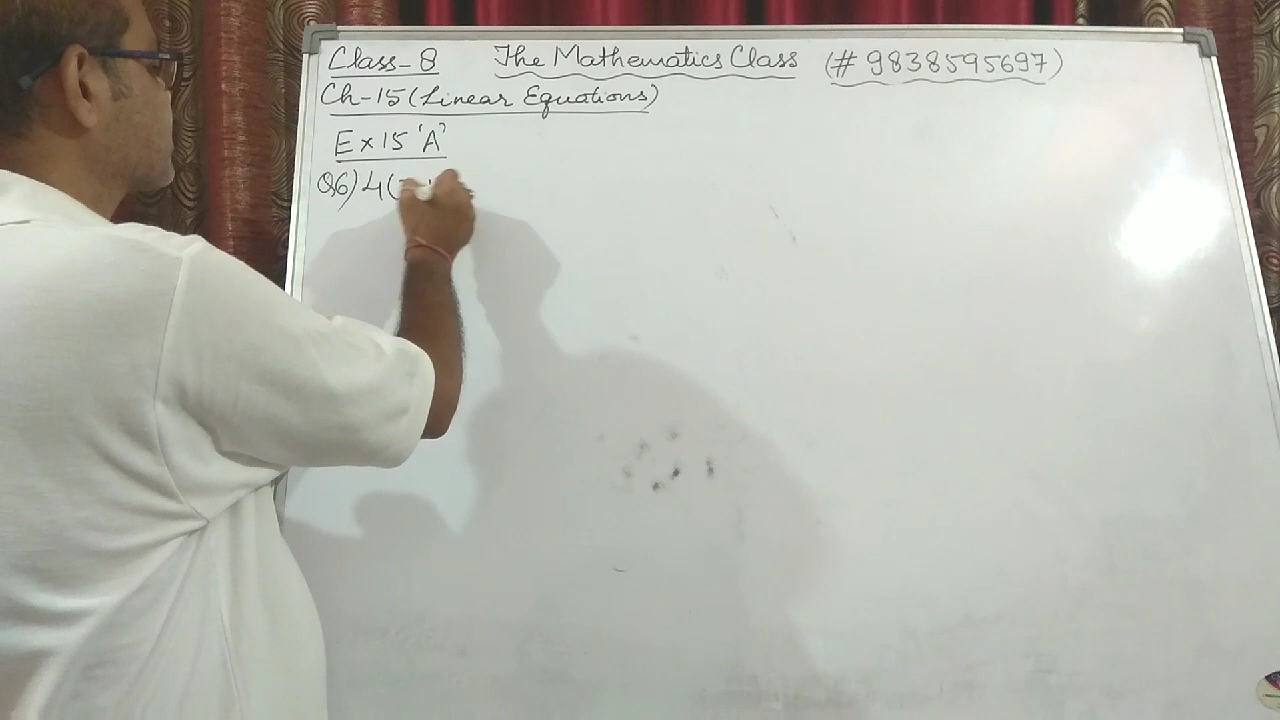 Class-8 The Mathematics Class (# 9838595697)
Ch-15 (Linear Equations)
Ex 15 'A'
Q6) 4(